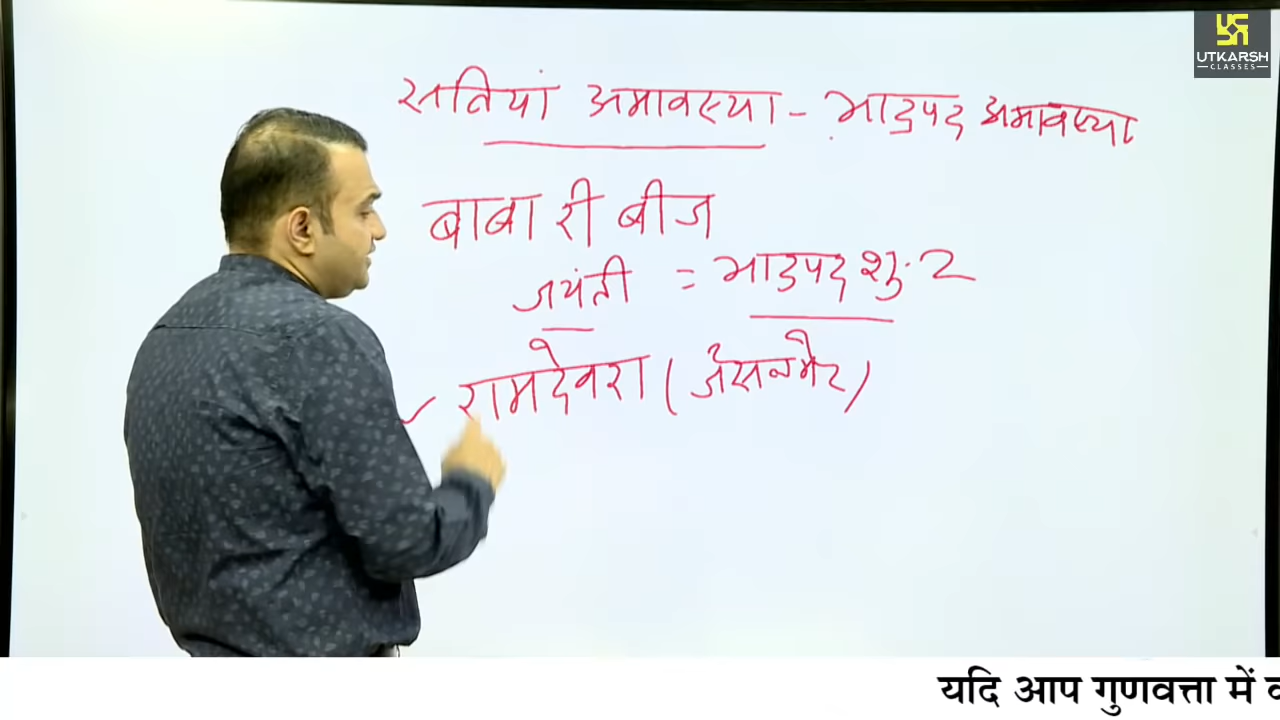 UTKARSH
CLASSES
सतियां अमावस्या - भाद्रपद अमावस्या
बाबा री बीज
जयंती = भाद्रपद शु. 2
रामदेवरा (जैसलमेर)
यदि आप गुणवत्ता में